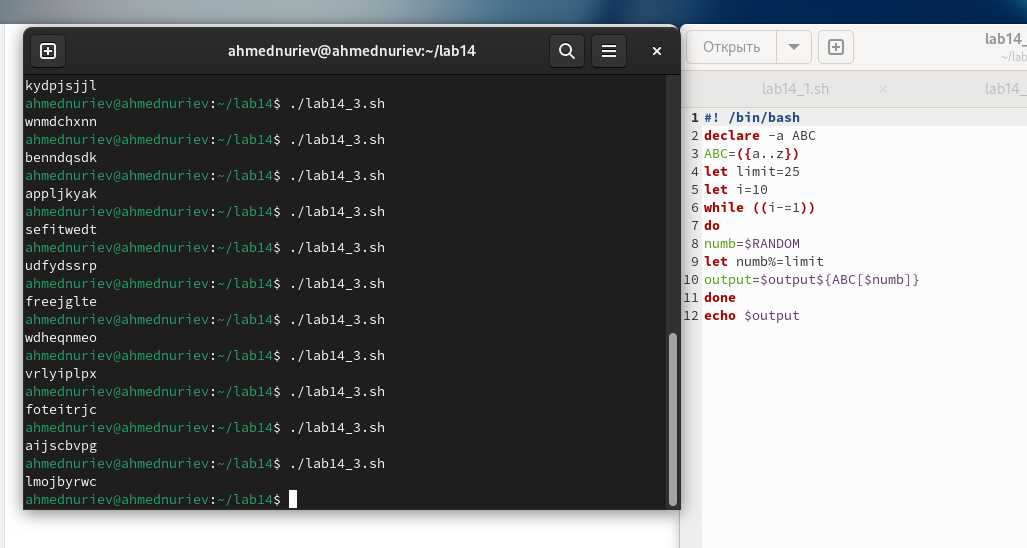 ahmednuriev@ahmednuriev:~/lab14
kydpjsjjl
ahmednuriev@ahmednuriev:~/lab14$ ./lab14_3.sh
wnmdchxnn
ahmednuriev@ahmednuriev:~/lab14$ ./lab14_3.sh
benndqsdk
ahmednuriev@ahmednuriev:~/lab14$ ./lab14_3.sh
appljkyak
ahmednuriev@ahmednuriev:~/lab14$ ./lab14_3.sh
sefitwedt
ahmednuriev@ahmednuriev:~/lab14$ ./lab14_3.sh
udfydssrp
ahmednuriev@ahmednuriev:~/lab14$ ./lab14_3.sh
freejglte
ahmednuriev@ahmednuriev:~/lab14$ ./lab14_3.sh
wdheqnmeo
ahmednuriev@ahmednuriev:~/lab14$ ./lab14_3.sh
vrlyiplpx
ahmednuriev@ahmednuriev:~/lab14$ ./lab14_3.sh
foteitrjc
ahmednuriev@ahmednuriev:~/lab14$ ./lab14_3.sh
aijscbvpg
ahmednuriev@ahmednuriev:~/lab14$ ./lab14_3.sh
lmojbyrwc
ahmednuriev@ahmednuriev:~/lab14$
Открыть
lab14_
~/lab
lab14_1.sh
lab14_
1 #! /bin/bash
2 declare -a ABC
3 ABC=({a..z})
4 let limit=25
5 let i=10
6 while ((i-=1))
7 do
8 numb=$RANDOM
9 let numb%=limit
10 output=$output${ABC[$numb]}
11 done
12 echo $output